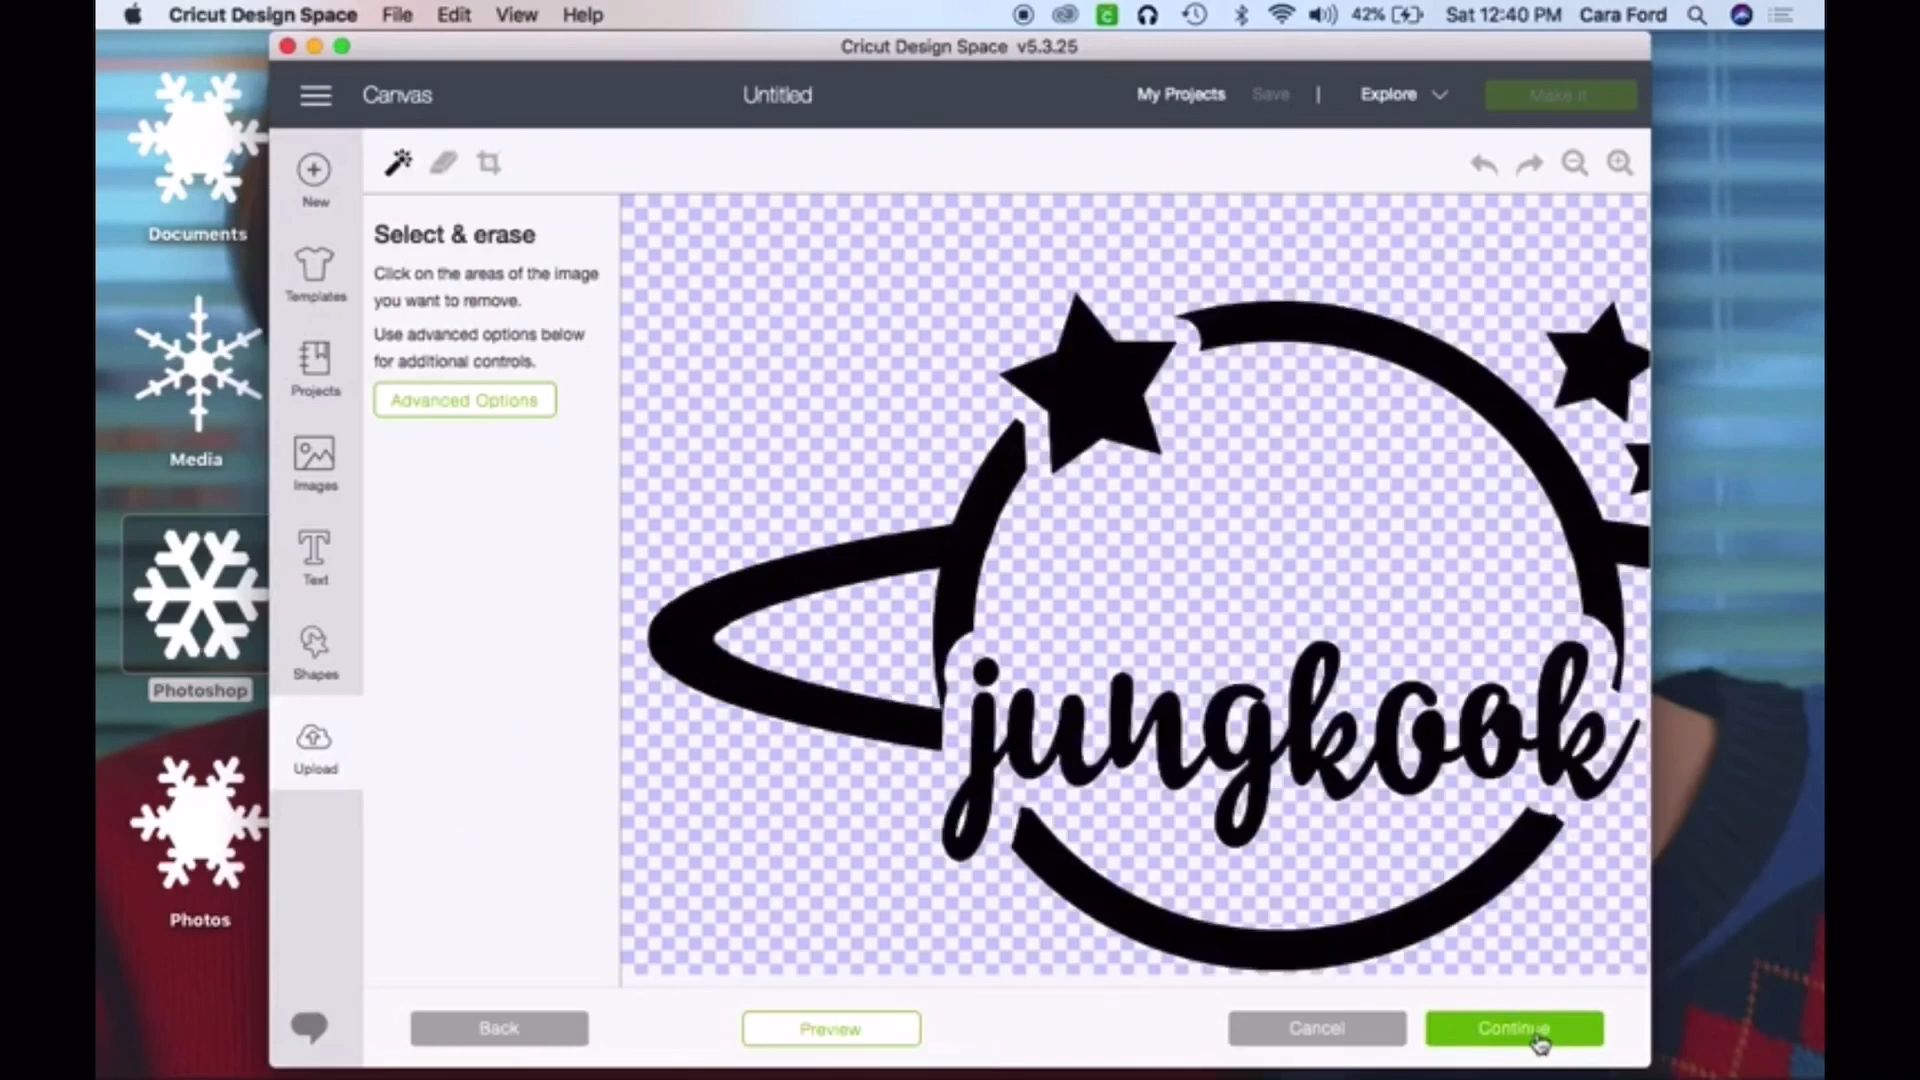 Cricut Design Space File Edit View Help 42% Sat 12:40 PM Cara Ford
Cricut Design Space v5.3.25
Canvas Untitled My Projects Save | Explore Make It
New
Templates
Projects
Images
Text
Shapes
Upload
Select & erase
Click on the areas of the image
you want to remove.
Use advanced options below
for additional controls.
Advanced Options
jungkook
Back Preview Cancel Continue
Documents
Media
Photoshop
Photos